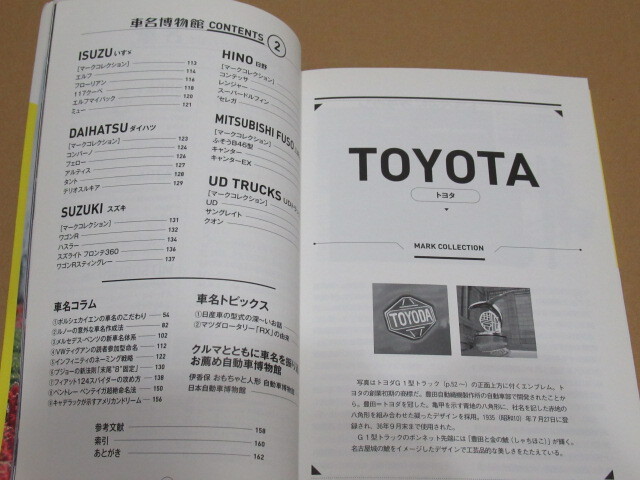 車名博物館 CONTENTS 2
ISUZU いすゞ
[マークコレクション] 113
エルフ 114
フローリアン 116
117クーペ 118
エルフマイパック 120
ミュー 121
DAIHATSU ダイハツ
[マークコレクション] 123
コンパーノ 124
フェロー 126
アルティス 127
タント 128
テリオスルキア 129
SUZUKI スズキ
[マークコレクション] 131
ワゴンR 132
ハスラー 134
スズライト フロンテ360 136
ワゴンRスティングレー 137
HINO 日野
[マークコレクション]
コンテッサ
レンジャー
スーパードルフィン
セレガ
MITSUBISHI FUSO
[マークコレクション]
ふそうB46型
キャンター
キャンターEX
UD TRUCKS
[マークコレクション]
UD
サングレイト
クオン
車名コラム
①ポルシェカイエンの車名のこだわり 54
②ルノーの意外な車名作成法 82
③メルセデス・ベンツの新車名体系 102
④VWティグアンの読者参加型命名 112
⑤インフィニティのネーミング戦略 122
⑥プジョーの新法則「末尾“8”固定」 130
⑦フィアット124スパイダーの攻め方 138
⑧ベントレー ベンテイガ超絶命名法 150
⑨キャデラックが示すアメリカンドリーム 156
車名トピックス
①日産車の型式の深〜いお話
②マツダロータリー「RX」の由来
クルマとともに車名を
お薦め自動車博物館
伊香保 おもちゃと人形 自動車博物館
日本自動車博物館
参考文献 158
索引 160
あとがき 162
TOYOTA
トヨタ
MARK COLLECTION
TOYODA
写真はトヨダG1型トラック（p.52〜）の正面上方に付くエンブレム。ト
ヨタの創業初期の商標だ。豊田自動織機製作所の自動車部で開発されたことか
ら、豊田＝トヨダを冠した。亀甲を示す青地の八角形に、社名を記した赤地の
八角形を組み合わせた凝ったデザインを採用。1935（昭和10）年7月27日に登
録され、36年9月末まで使用された。
G1型トラックのボンネット先端には「豊田と金の鯱（しゃちほこ）」が輝く。
名古屋城の鯱をイメージしたデザインで工芸品的な美しさをたたえている。